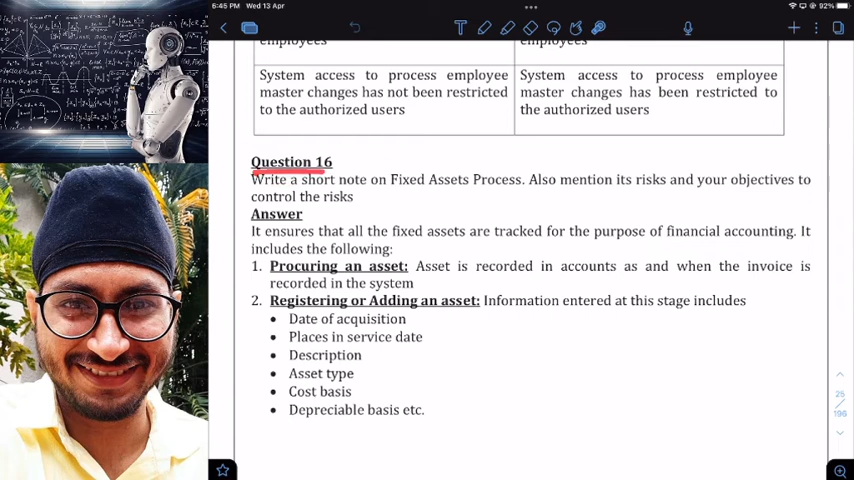 6:45 PM Wed 13 Apr
92%
employees employees
System access to process employee System access to process employee
master changes has not been restricted master changes has been restricted to
to the authorized users the authorized users
Question 16
Write a short note on Fixed Assets Process. Also mention its risks and your objectives to
control the risks
Answer
It ensures that all the fixed assets are tracked for the purpose of financial accounting. It
includes the following:
1. Procuring an asset: Asset is recorded in accounts as and when the invoice is
recorded in the system
2. Registering or Adding an asset: Information entered at this stage includes
• Date of acquisition
• Places in service date
• Description
• Asset type
• Cost basis
• Depreciable basis etc.
25
196